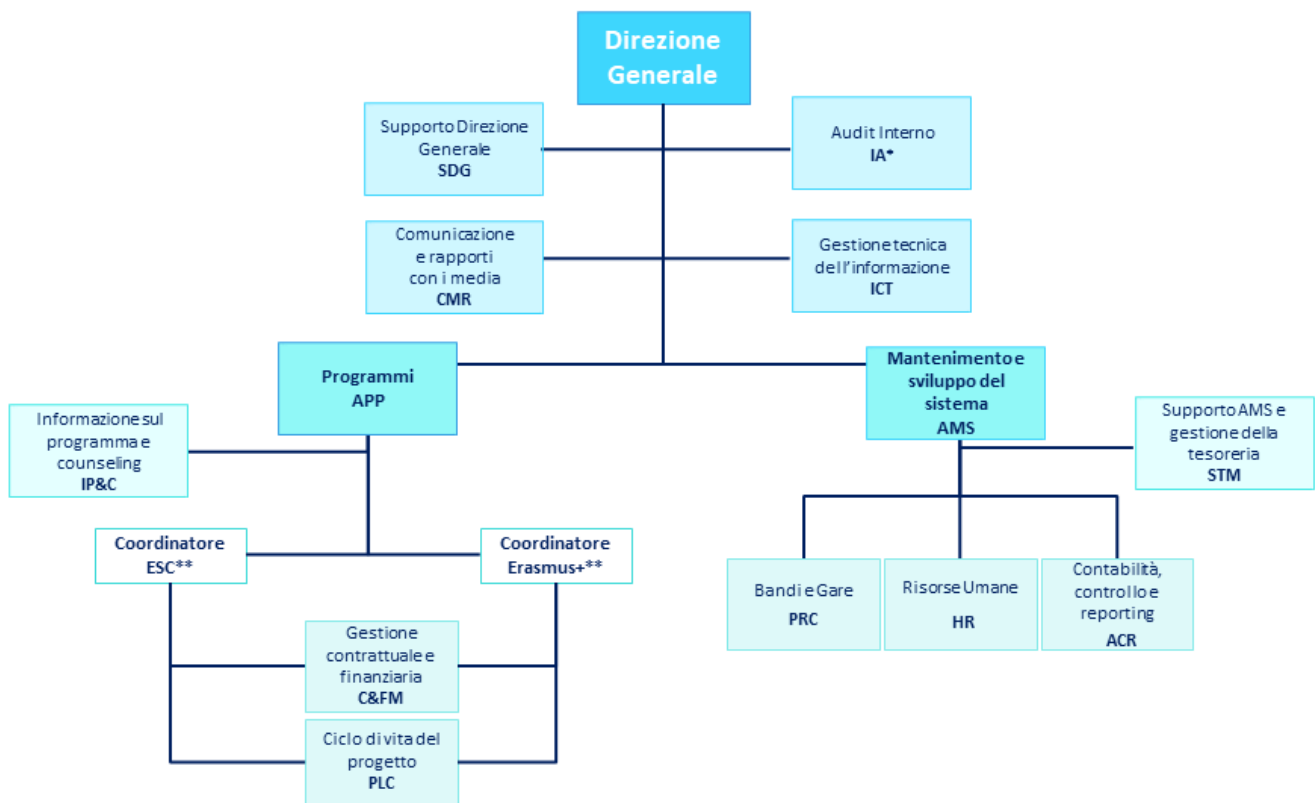 Direzione
Generale
Supporto Direzione
Generale
SDG
Audit Interno
IA*
Comunicazione
e rapporti
con i media
CMR
Gestione tecnica
dell'informazione
ICT
Programmi
APP
Mantenimento e
sviluppo del
sistema
AMS
Informazione sul
programma e
counseling
IP&C
Supporto AMS e
gestione della
tesoreria
STM
Coordinatore
ESC**
Coordinatore
Erasmus+**
Bandi e Gare
PRC
Risorse Umane
HR
Contabilità,
controllo e
reporting
ACR
Gestione
contrattuale e
finanziaria
C&FM
Ciclo di vita del
progetto
PLC